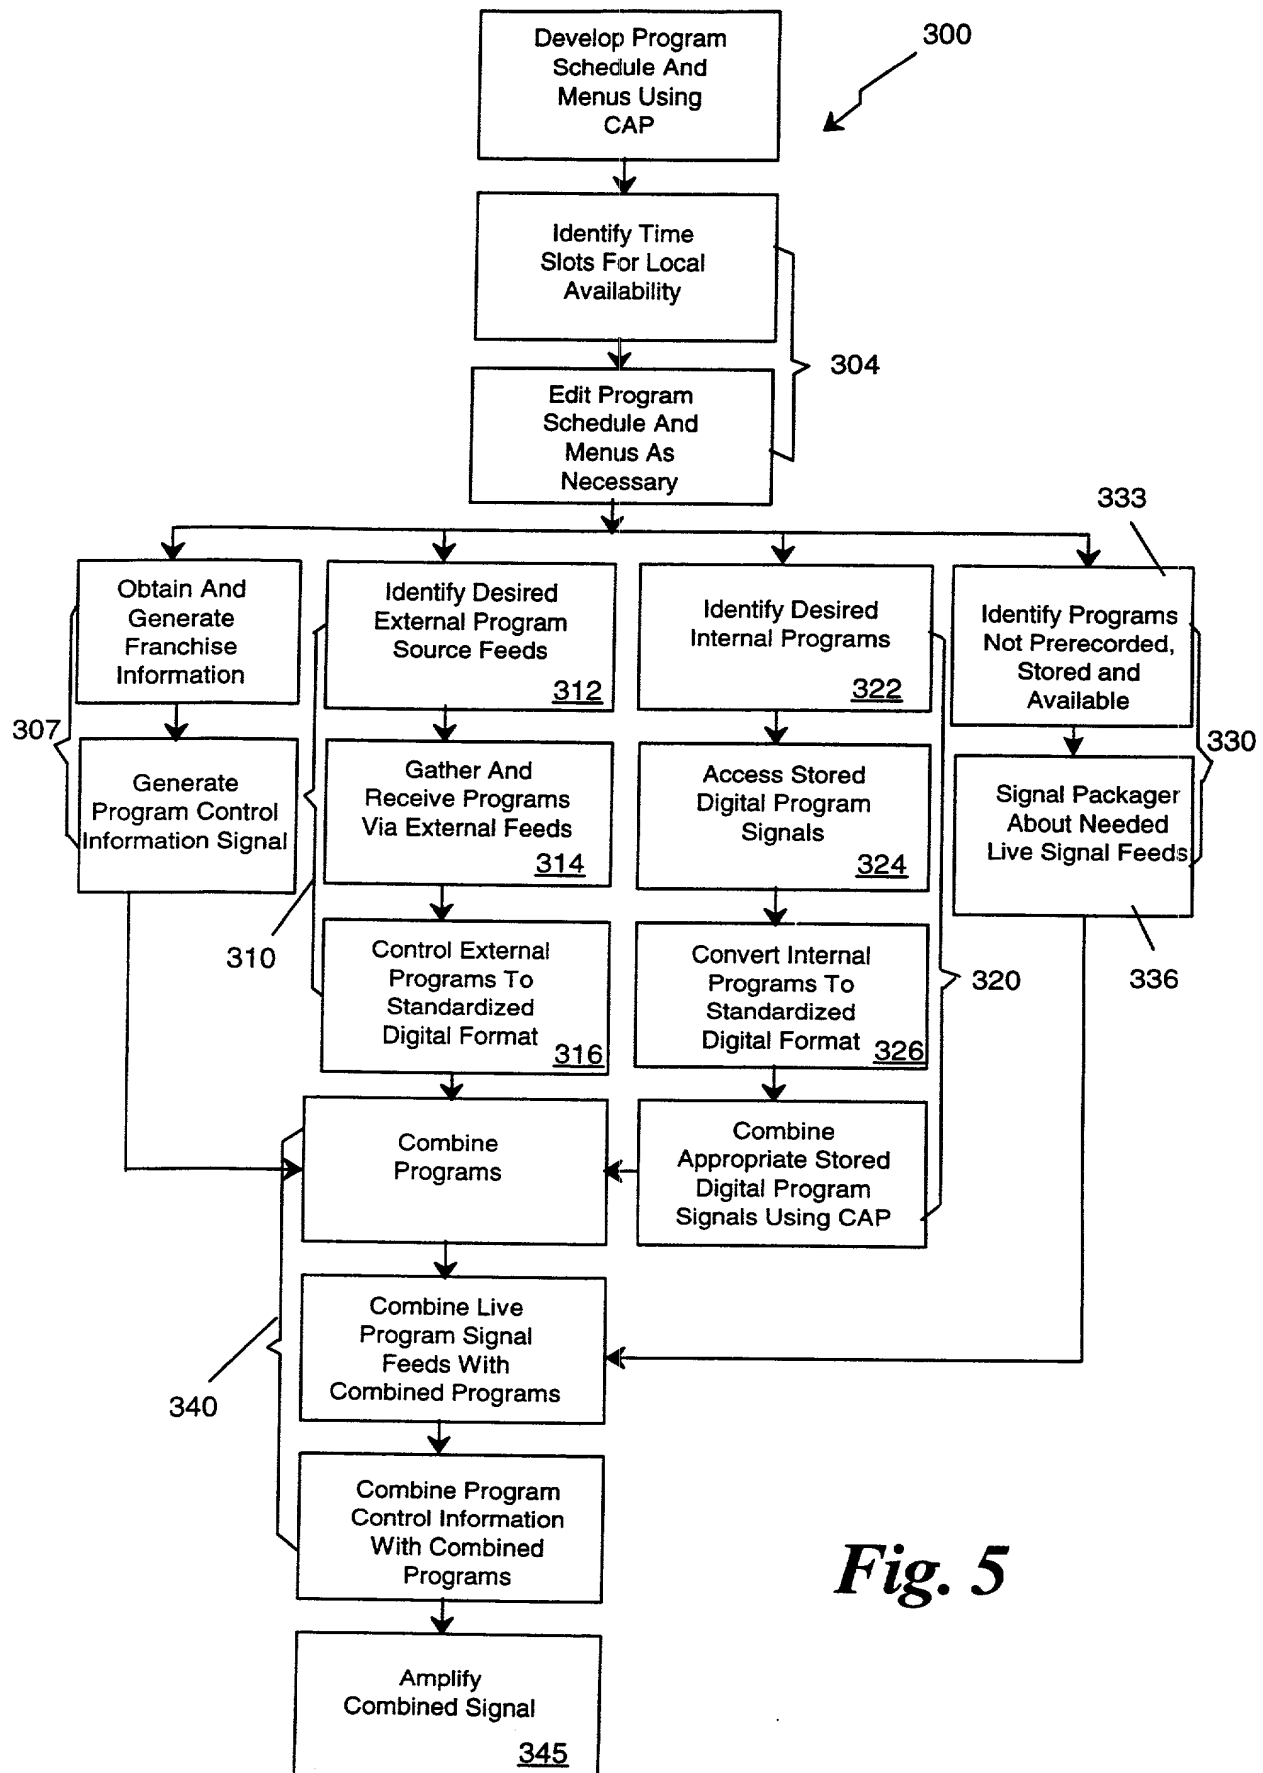 Develop Program
Schedule And
Menus Using
CAP
300
Identify Time
Slots For Local
Availability
304
Edit Program
Schedule And
Menus As
Necessary
333
Obtain And
Generate
Franchise
Information
307
Generate
Program Control
Information Signal
Identify Desired
External Program
Source Feeds
312
Gather And
Receive Programs
Via External Feeds
314
310
Control External
Programs To
Standardized
Digital Format
316
Identify Desired
Internal Programs
322
Access Stored
Digital Program
Signals
324
Convert Internal
Programs To
Standardized
Digital Format
326
320
Combine
Appropriate Stored
Digital Program
Signals Using CAP
Identify Programs
Not Prerecorded,
Stored and
Available
330
Signal Packager
About Needed
Live Signal Feeds
336
Combine
Programs
Combine Live
Program Signal
Feeds With
Combined Programs
340
Combine Program
Control Information
With Combined
Programs
Amplify
Combined Signal
345
Fig. 5